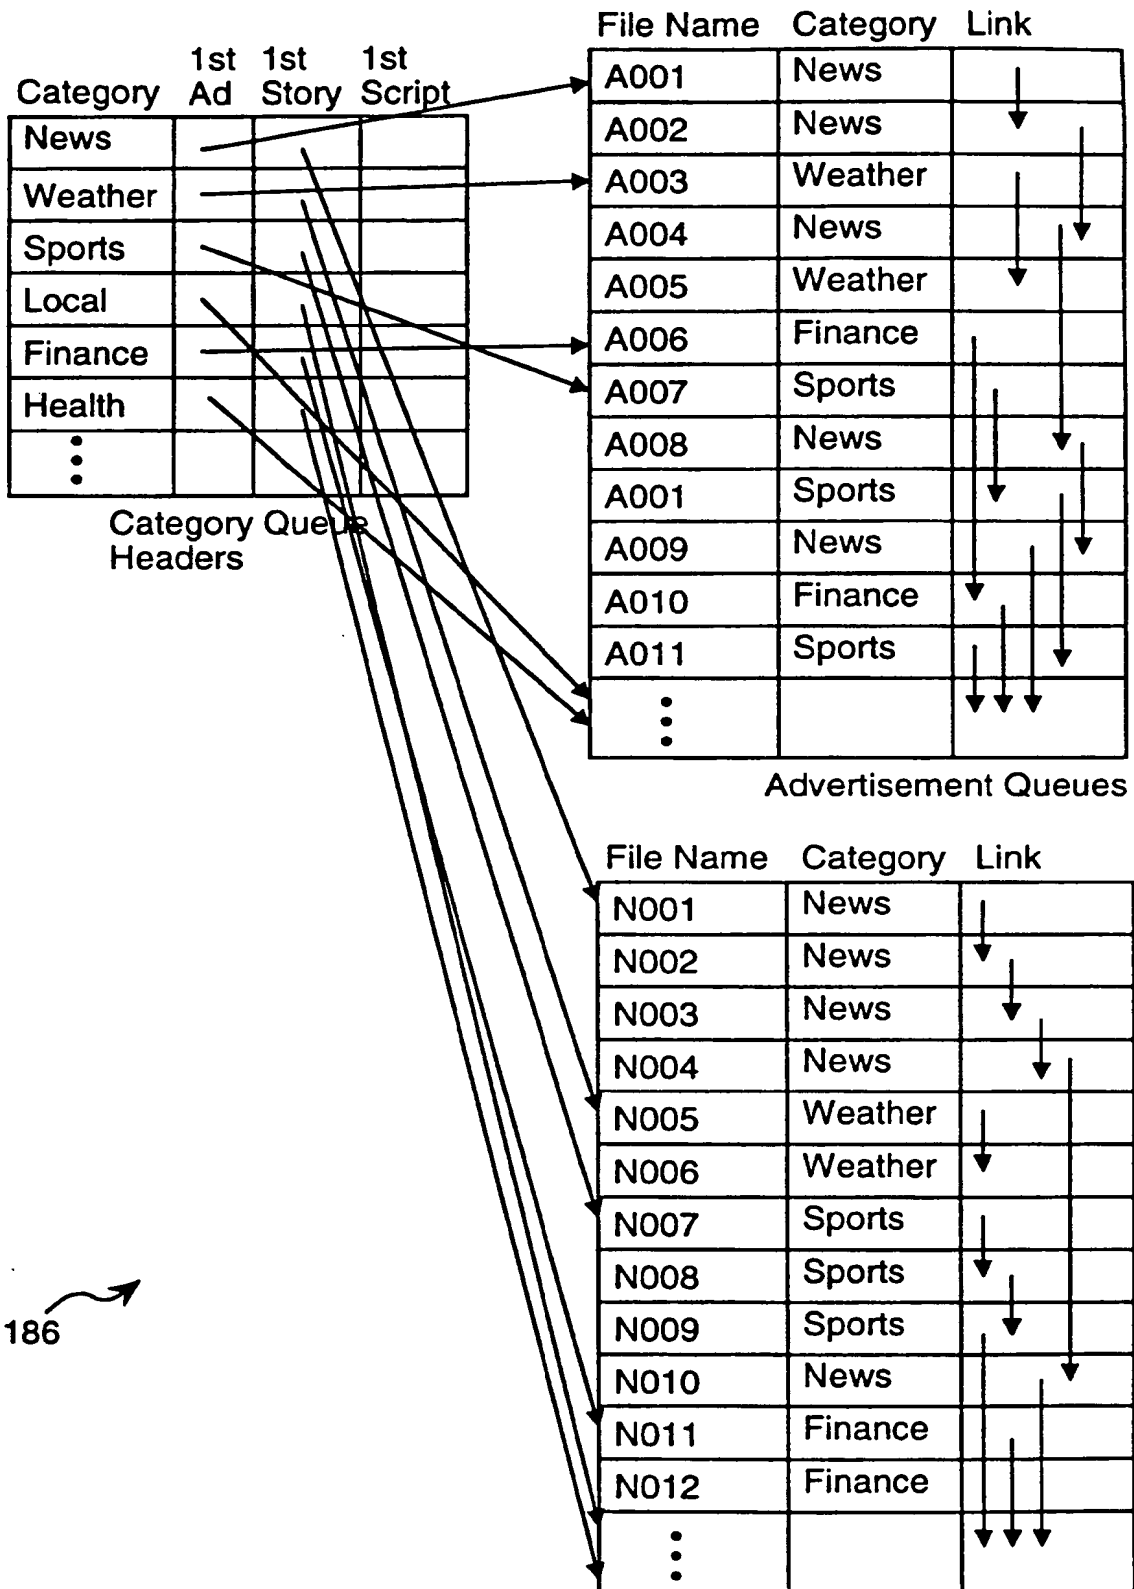 Category 1st Ad 1st Story 1st Script
News
Weather
Sports
Local
Finance
Health
Category Queue
Headers
File Name Category Link
A001 News
A002 News
A003 Weather
A004 News
A005 Weather
A006 Finance
A007 Sports
A008 News
A001 Sports
A009 News
A010 Finance
A011 Sports
Advertisement Queues
File Name Category Link
N001 News
N002 News
N003 News
N004 News
N005 Weather
N006 Weather
N007 Sports
N008 Sports
N009 Sports
N010 News
N011 Finance
N012 Finance
186